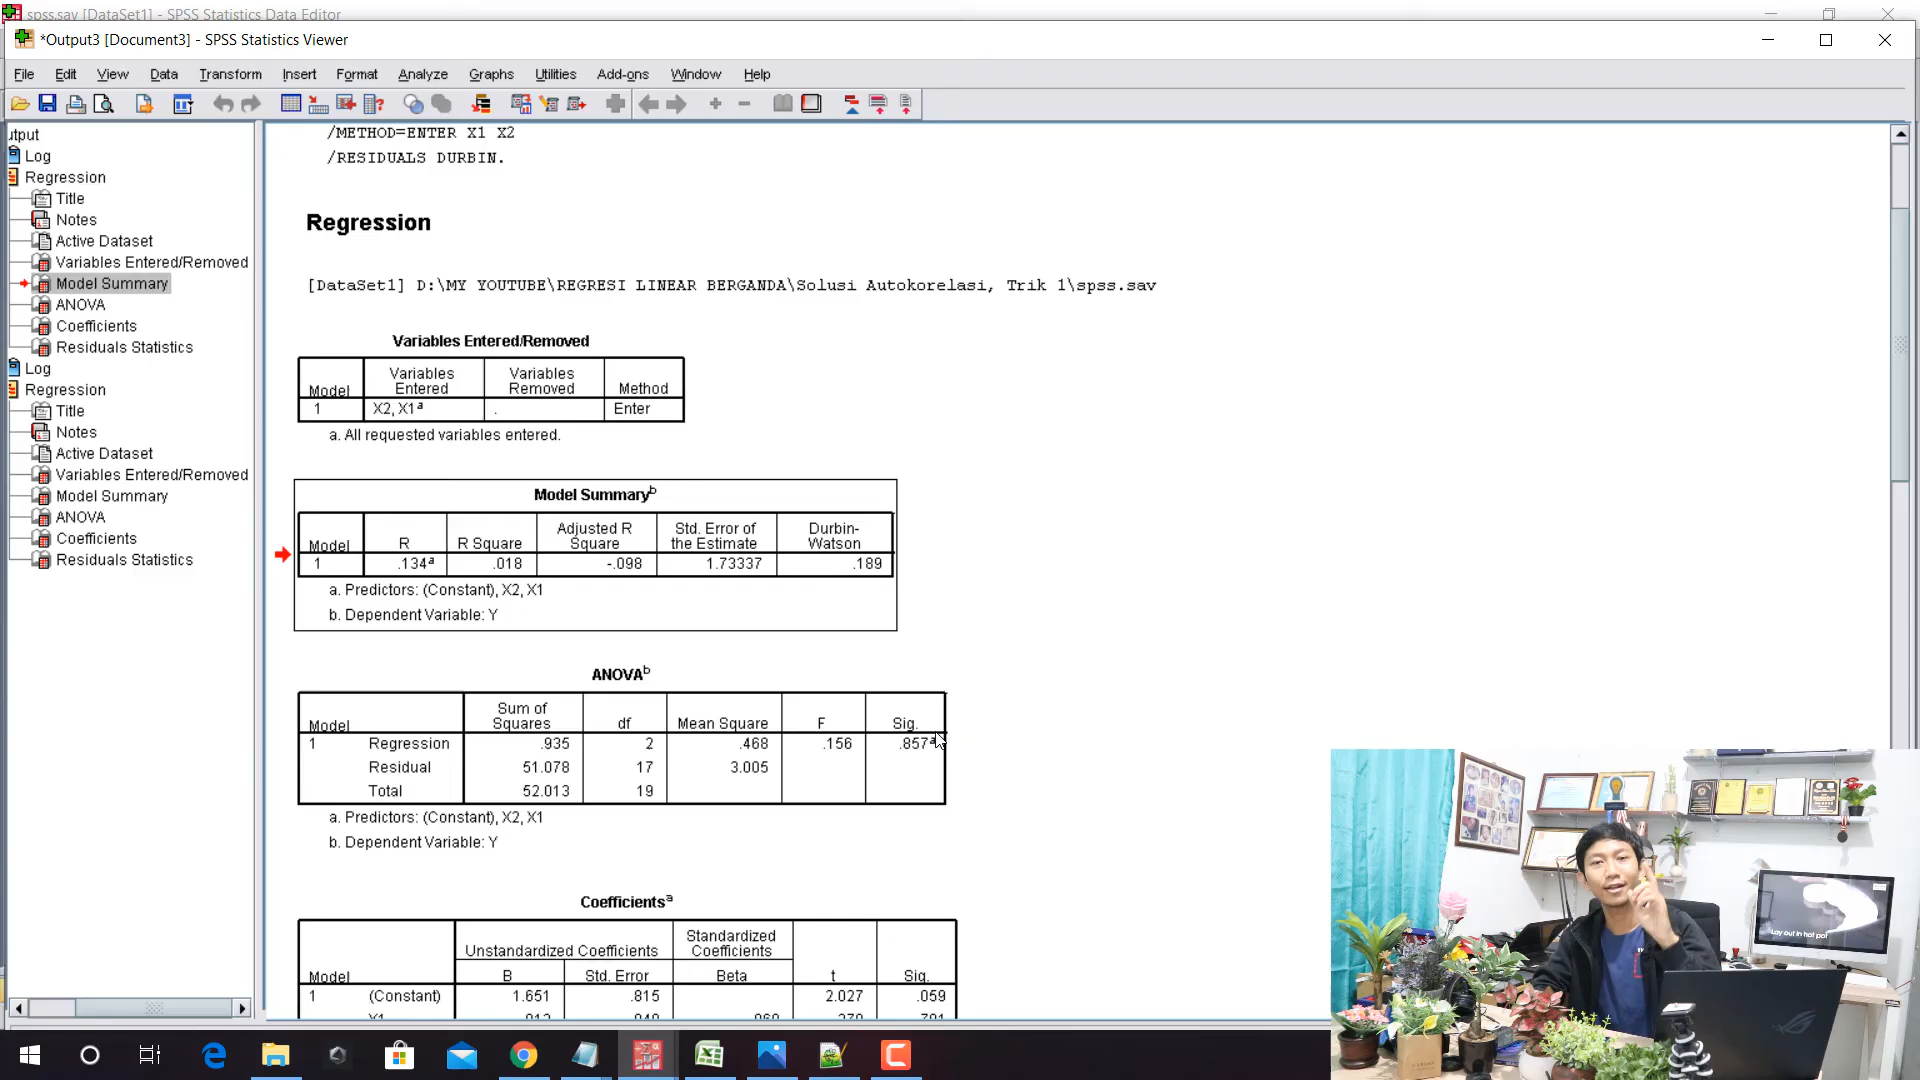 spss.sav [DataSet1] - SPSS Statistics Data Editor
*Output3 [Document3] - SPSS Statistics Viewer
File Edit View Data Transform Insert Format Analyze Graphs Utilities Add-ons Window Help
utput
Log
Regression
Title
Notes
Active Dataset
Variables Entered/Removed
Model Summary
ANOVA
Coefficients
Residuals Statistics
Log
Regression
Title
Notes
Active Dataset
Variables Entered/Removed
Model Summary
ANOVA
Coefficients
Residuals Statistics
/METHOD=ENTER X1 X2
/RESIDUALS DURBIN.
Regression
[DataSet1] D:\MY YOUTUBE\REGRESI LINEAR BERGANDA\Solusi Autokorelasi, Trik 1\spss.sav
Variables Entered/Removed
Model Variables Entered Variables Removed Method
1 X2, X1a . Enter
a. All requested variables entered.
Model Summaryb
Model R R Square Adjusted R Square Std. Error of the Estimate Durbin-Watson
1 .134a .018 -.098 1.73337 .189
a. Predictors: (Constant), X2, X1
b. Dependent Variable: Y
ANOVAb
Model Sum of Squares df Mean Square F Sig.
1 Regression .935 2 .468 .156 .857a
Residual 51.078 17 3.005
Total 52.013 19
a. Predictors: (Constant), X2, X1
b. Dependent Variable: Y
Coefficientsa
Unstandardized Coefficients Standardized Coefficients
Model B Std. Error Beta t Sig.
1 (Constant) 1.651 .815 2.027 .059
Lay out in hot pot